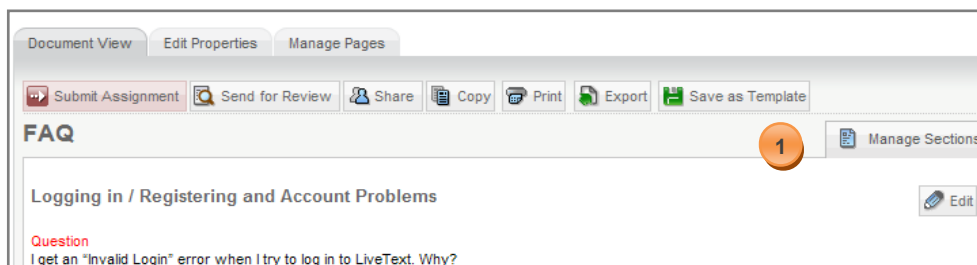 Document View Edit Properties Manage Pages
Submit Assignment Send for Review Share Copy Print Export Save as Template
FAQ
1 Manage Sections
Logging in / Registering and Account Problems
Edit
Question
I get an "Invalid Login" error when I try to log in to LiveText. Why?